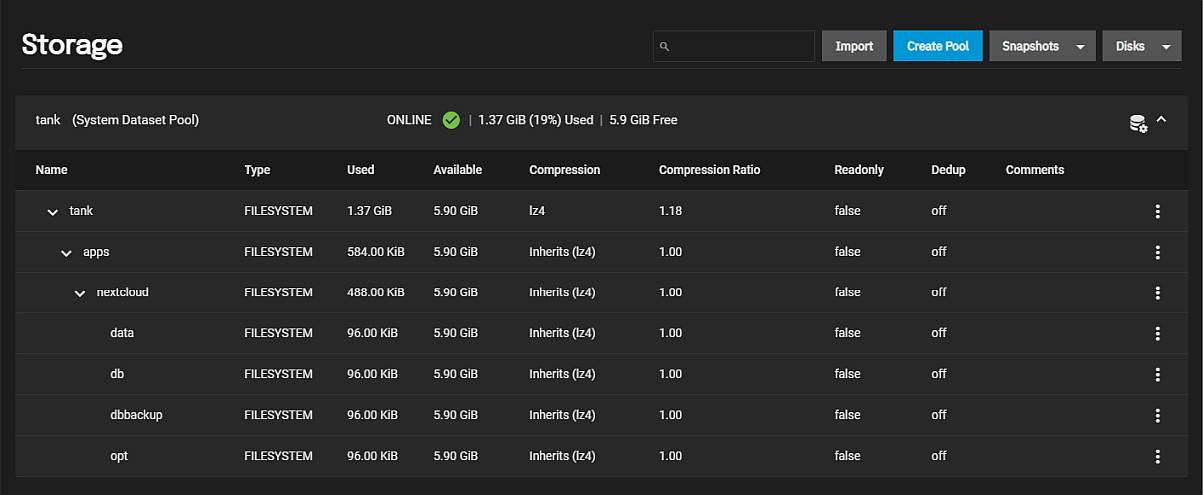 Storage
Import
Create Pool
Snapshots
Disks
tank (System Dataset Pool) ONLINE | 1.37 GiB (19%) Used | 5.9 GiB Free
Name Type Used Available Compression Compression Ratio Readonly Dedup Comments
tank FILESYSTEM 1.37 GiB 5.90 GiB lz4 1.18 false off
apps FILESYSTEM 584.00 KiB 5.90 GiB Inherits (lz4) 1.00 false off
nextcloud FILESYSTEM 488.00 KiB 5.90 GiB Inherits (lz4) 1.00 false off
data FILESYSTEM 96.00 KiB 5.90 GiB Inherits (lz4) 1.00 false off
db FILESYSTEM 96.00 KiB 5.90 GiB Inherits (lz4) 1.00 false off
dbbackup FILESYSTEM 96.00 KiB 5.90 GiB Inherits (lz4) 1.00 false off
opt FILESYSTEM 96.00 KiB 5.90 GiB Inherits (lz4) 1.00 false off